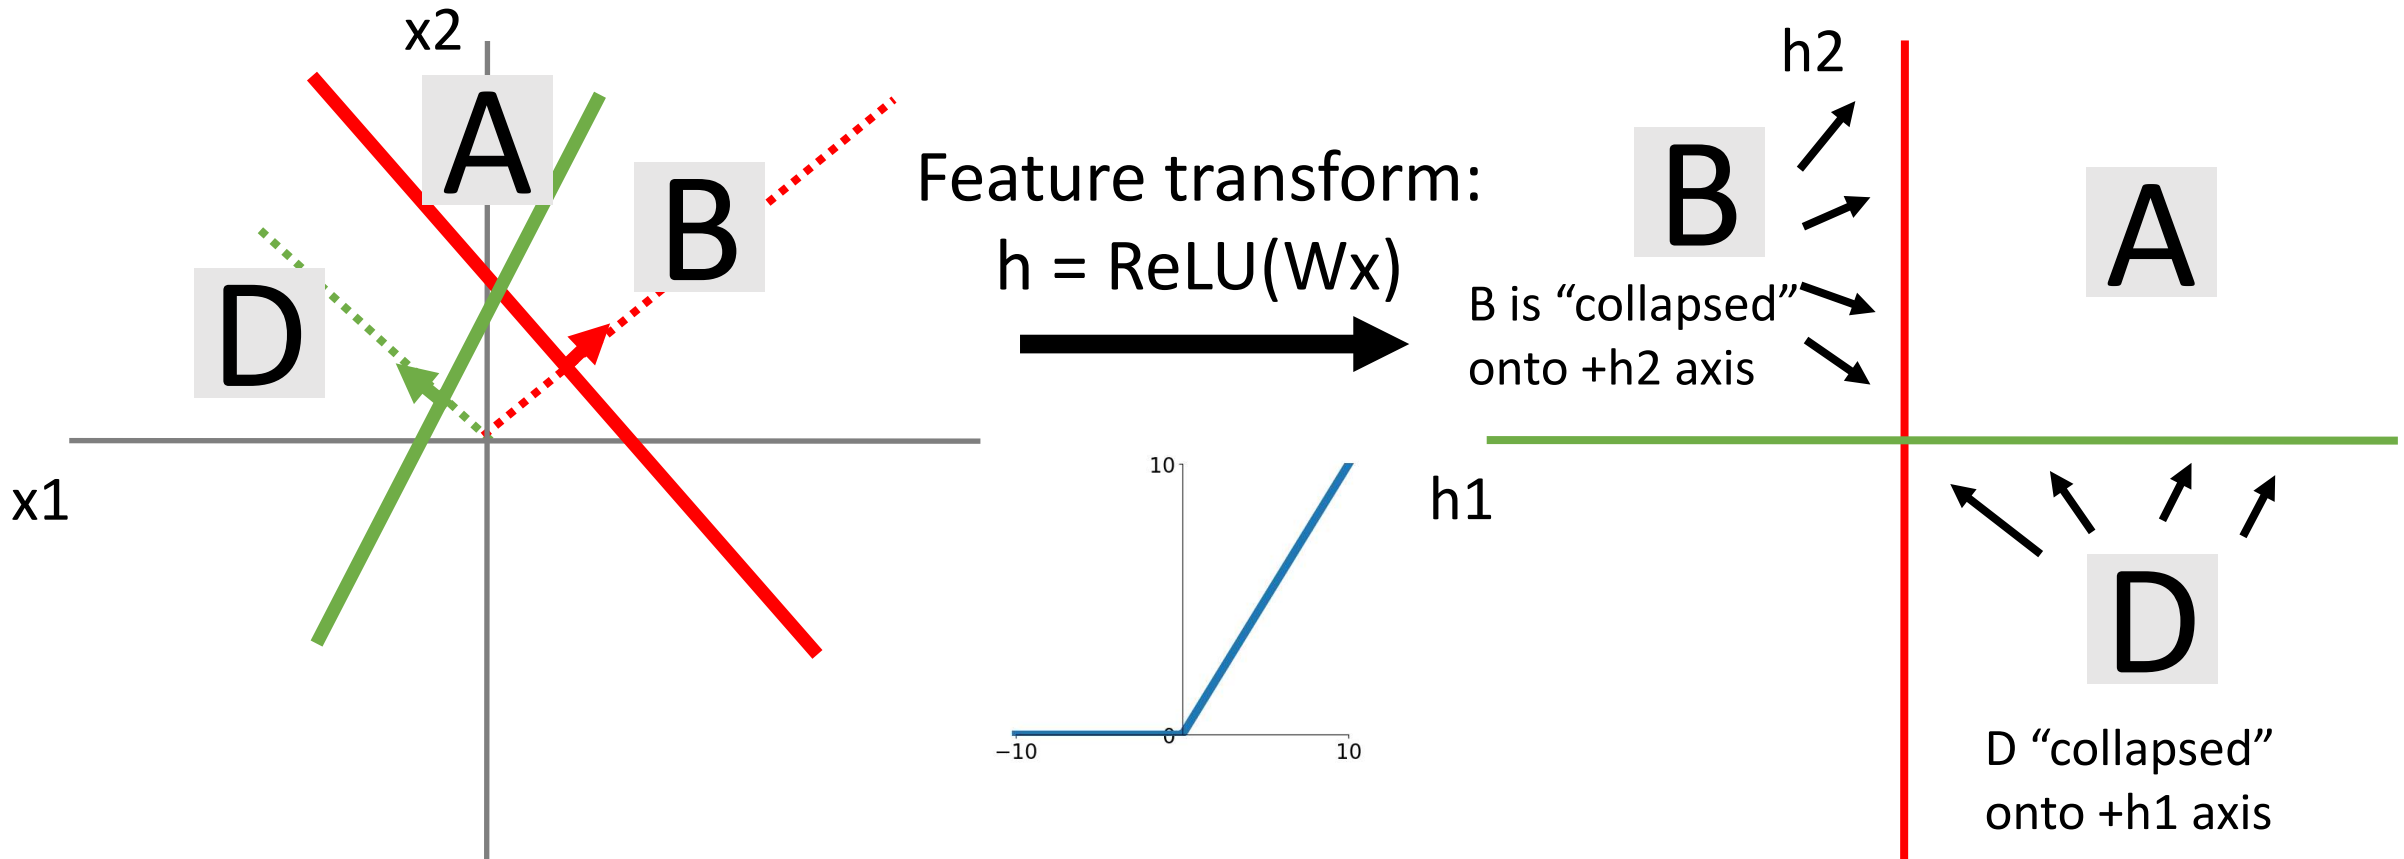 x2
A
B
D
x1
Feature transform:
h = ReLU(Wx)
10
0
−10
10
h2
B
A
B is “collapsed”
onto +h2 axis
h1
D
D “collapsed”
onto +h1 axis